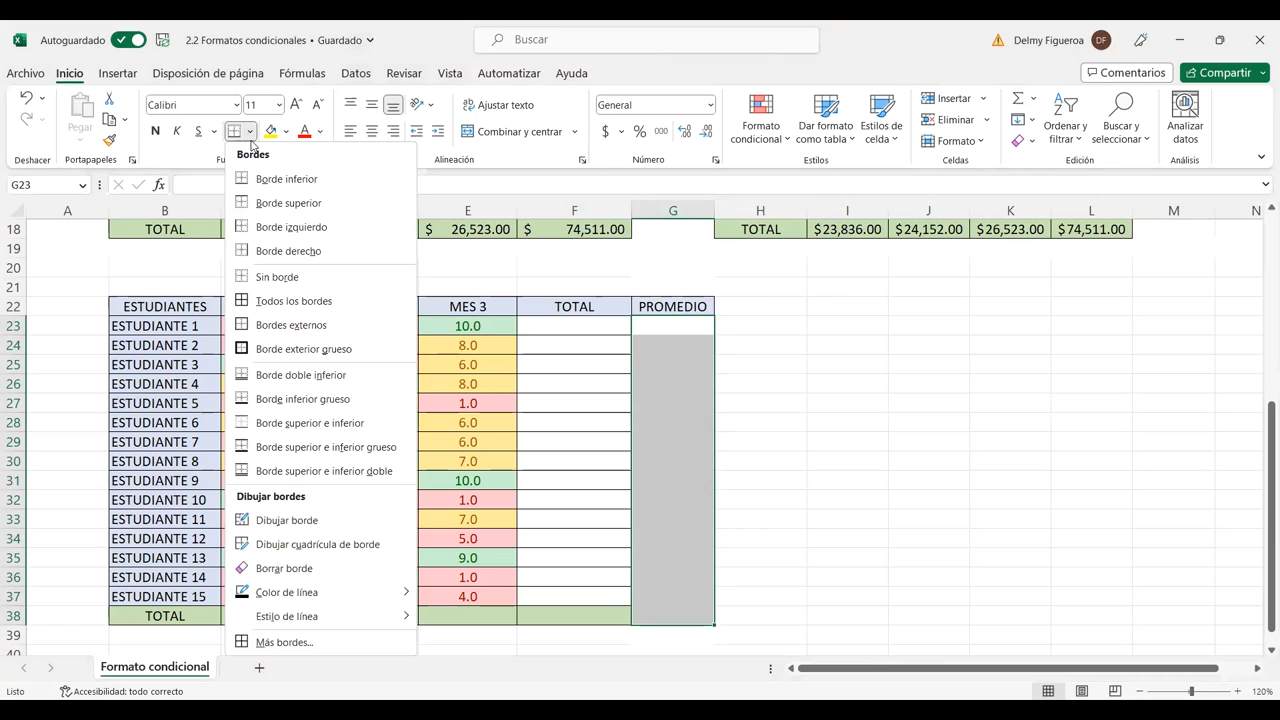 Autoguardado 2.2 Formatos condicionales • Guardado Buscar Delmy Figueroa DF
Archivo Inicio Insertar Disposición de página Fórmulas Datos Revisar Vista Automatizar Ayuda Comentarios Compartir
Calibri 11 Ajustar texto General Insertar
Pegar N K S Combinar y centrar $ % 000 Formato condicional Dar formato como tabla Estilos de celda Eliminar Formato Ordenar y filtrar Buscar y seleccionar Analizar datos
Deshacer Portapapeles Fu Alineación Número Estilos Celdas Edición Análisis
G23 fx
Bordes
Borde inferior
Borde superior
Borde izquierdo
Borde derecho
Sin borde
Todos los bordes
Bordes externos
Borde exterior grueso
Borde doble inferior
Borde inferior grueso
Borde superior e inferior
Borde superior e inferior grueso
Borde superior e inferior doble
Dibujar bordes
Dibujar borde
Dibujar cuadrícula de borde
Borrar borde
Color de línea
Estilo de línea
Más bordes...
A B E F G H I J K L M N
18 TOTAL $ 26,523.00 $ 74,511.00 TOTAL $23,836.00 $24,152.00 $26,523.00 $74,511.00
19
20
21
22 ESTUDIANTES MES 3 TOTAL PROMEDIO
23 ESTUDIANTE 1 10.0
24 ESTUDIANTE 2 8.0
25 ESTUDIANTE 3 6.0
26 ESTUDIANTE 4 8.0
27 ESTUDIANTE 5 1.0
28 ESTUDIANTE 6 6.0
29 ESTUDIANTE 7 6.0
30 ESTUDIANTE 8 7.0
31 ESTUDIANTE 9 10.0
32 ESTUDIANTE 10 1.0
33 ESTUDIANTE 11 7.0
34 ESTUDIANTE 12 5.0
35 ESTUDIANTE 13 9.0
36 ESTUDIANTE 14 1.0
37 ESTUDIANTE 15 4.0
38 TOTAL
39
40
Formato condicional
Listo Accesibilidad: todo correcto 120%